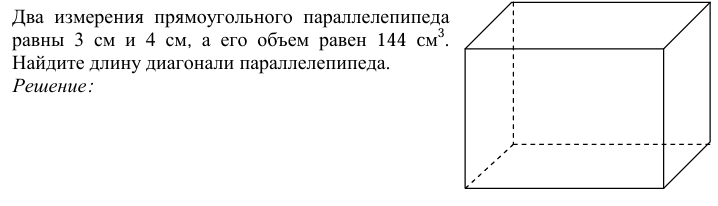 Два измерения прямоугольного параллелепипеда
равны 3 см и 4 см, а его объем равен 144 см³.
Найдите длину диагонали параллелепипеда.
Решение: